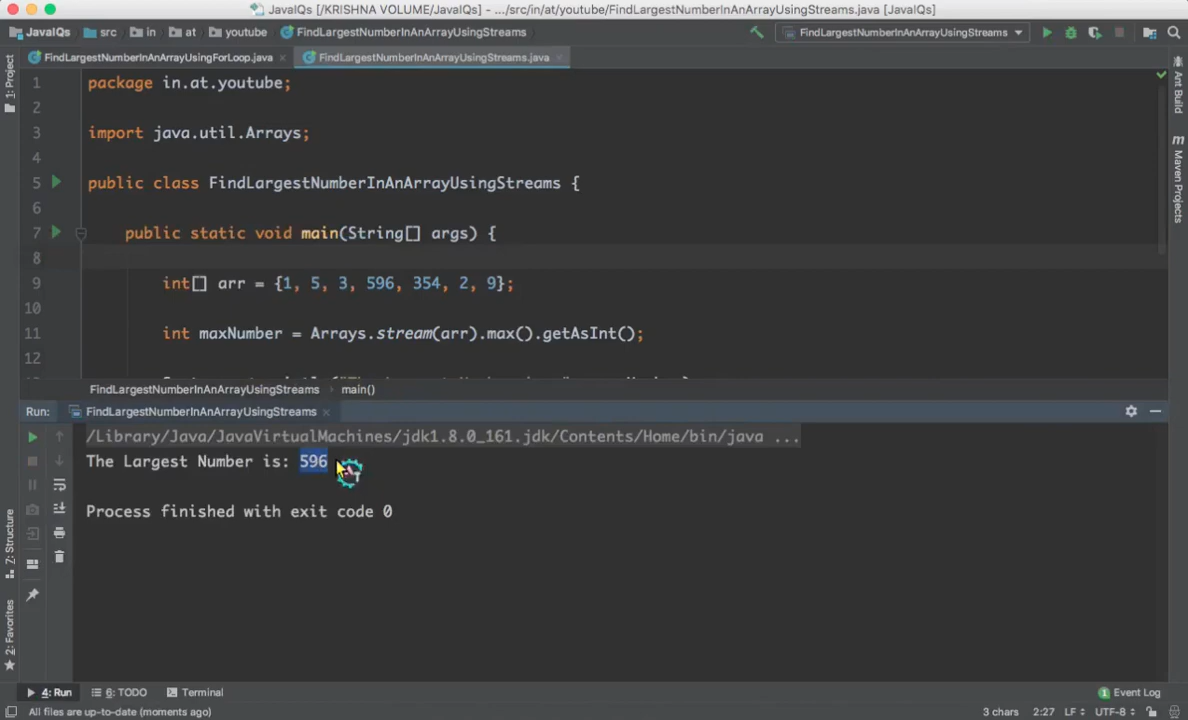 JavaIQs [/KRISHNA VOLUME/JavaIQs] - .../src/in/at/youtube/FindLargestNumberInAnArrayUsingStreams.java [JavaIQs]
JavaIQs src in at youtube FindLargestNumberInAnArrayUsingStreams FindLargestNumberInAnArrayUsingStreams
FindLargestNumberInAnArrayUsingForLoop.java FindLargestNumberInAnArrayUsingStreams.java
1: Project
Ant Build
Maven Projects
1 package in.at.youtube;
2
3 import java.util.Arrays;
4
5 public class FindLargestNumberInAnArrayUsingStreams {
6
7 public static void main(String[] args) {
8
9 int[] arr = {1, 5, 3, 596, 354, 2, 9};
10
11 int maxNumber = Arrays.stream(arr).max().getAsInt();
12
FindLargestNumberInAnArrayUsingStreams › main()
Run: FindLargestNumberInAnArrayUsingStreams
/Library/Java/JavaVirtualMachines/jdk1.8.0_161.jdk/Contents/Home/bin/java ...
The Largest Number is: 596
Process finished with exit code 0
7: Structure
2: Favorites
4: Run 6: TODO Terminal 1 Event Log
All files are up-to-date (moments ago) 3 chars 2:27 LF UTF-8